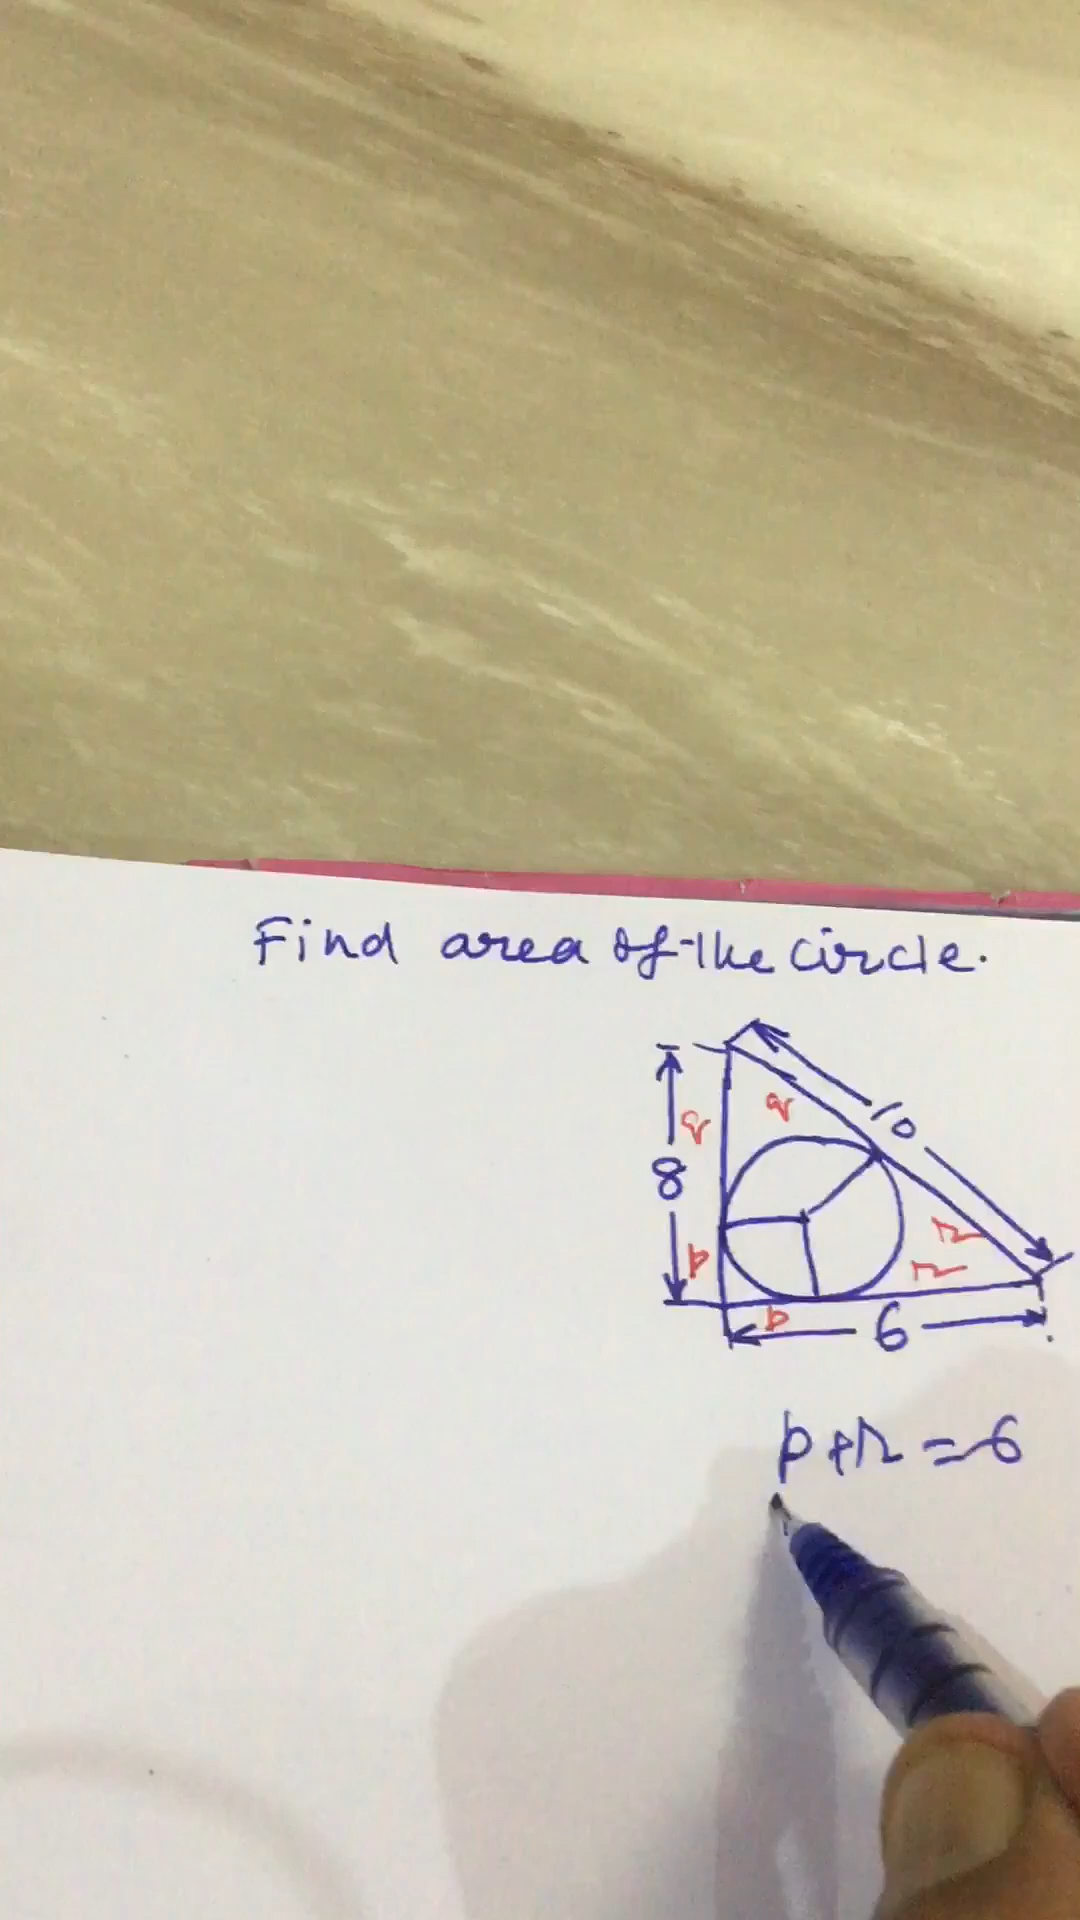 Find area of the circle.
10
q q
8
r
p r
p 6
p+r=6